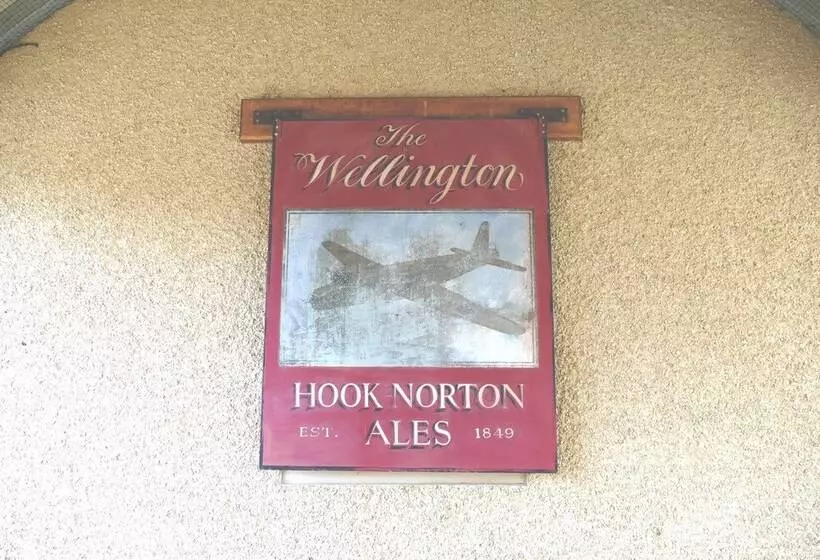 The
Wellington
HOOK NORTON
EST. ALES 1849